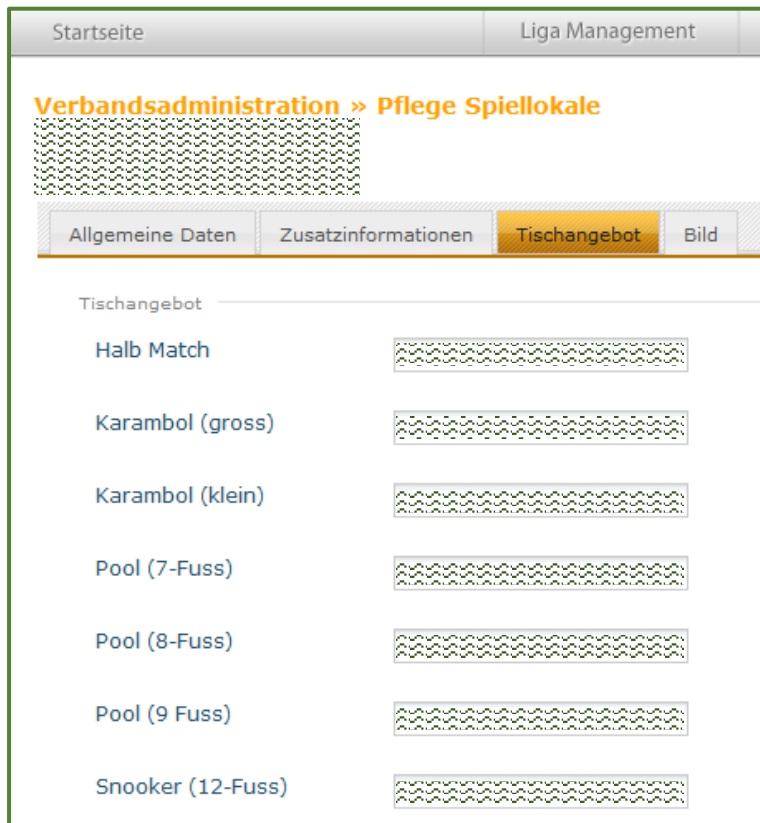 Startseite Liga Management
Verbandsadministration » Pflege Spiellokale
Allgemeine Daten Zusatzinformationen Tischangebot Bild
Tischangebot
Halb Match
Karambol (gross)
Karambol (klein)
Pool (7-Fuss)
Pool (8-Fuss)
Pool (9 Fuss)
Snooker (12-Fuss)